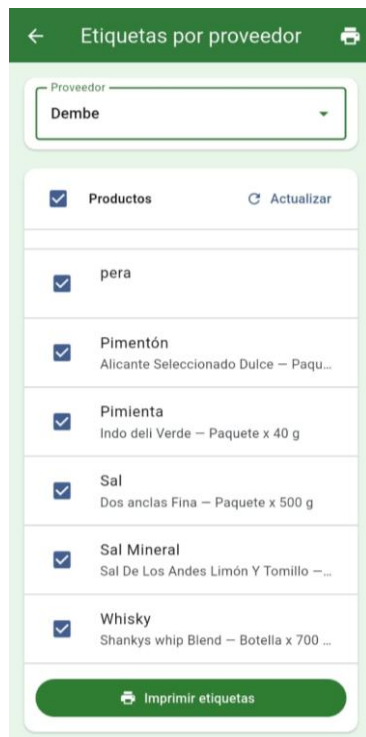 Etiquetas por proveedor
Proveedor
Dembe
Productos
Actualizar
pera
Pimentón
Alicante Seleccionado Dulce — Paqu...
Pimienta
Indo deli Verde — Paquete x 40 g
Sal
Dos anclas Fina — Paquete x 500 g
Sal Mineral
Sal De Los Andes Limón Y Tomillo —...
Whisky
Shankys whip Blend — Botella x 700 ...
Imprimir etiquetas